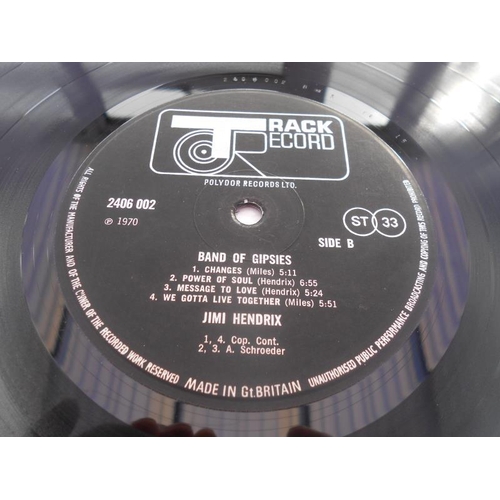 TRACK
RECORD
POLYDOR RECORDS LTD.
2406 002
℗ 1970
ST 33
SIDE B
BAND OF GIPSIES
1. CHANGES (Miles) 5:11
2. POWER OF SOUL (Hendrix) 6:55
3. MESSAGE TO LOVE (Hendrix) 5:24
4. WE GOTTA LIVE TOGETHER (Miles) 5:51
JIMI HENDRIX
1, 4. Cop. Cont.
2, 3. A. Schroeder
ALL RIGHTS OF THE MANUFACTURER AND OF THE OWNER OF THE RECORDED WORK RESERVED
MADE IN Gt. BRITAIN
UNAUTHORISED PUBLIC PERFORMANCE BROADCASTING AND COPYING OF THIS RECORD PROHIBITED